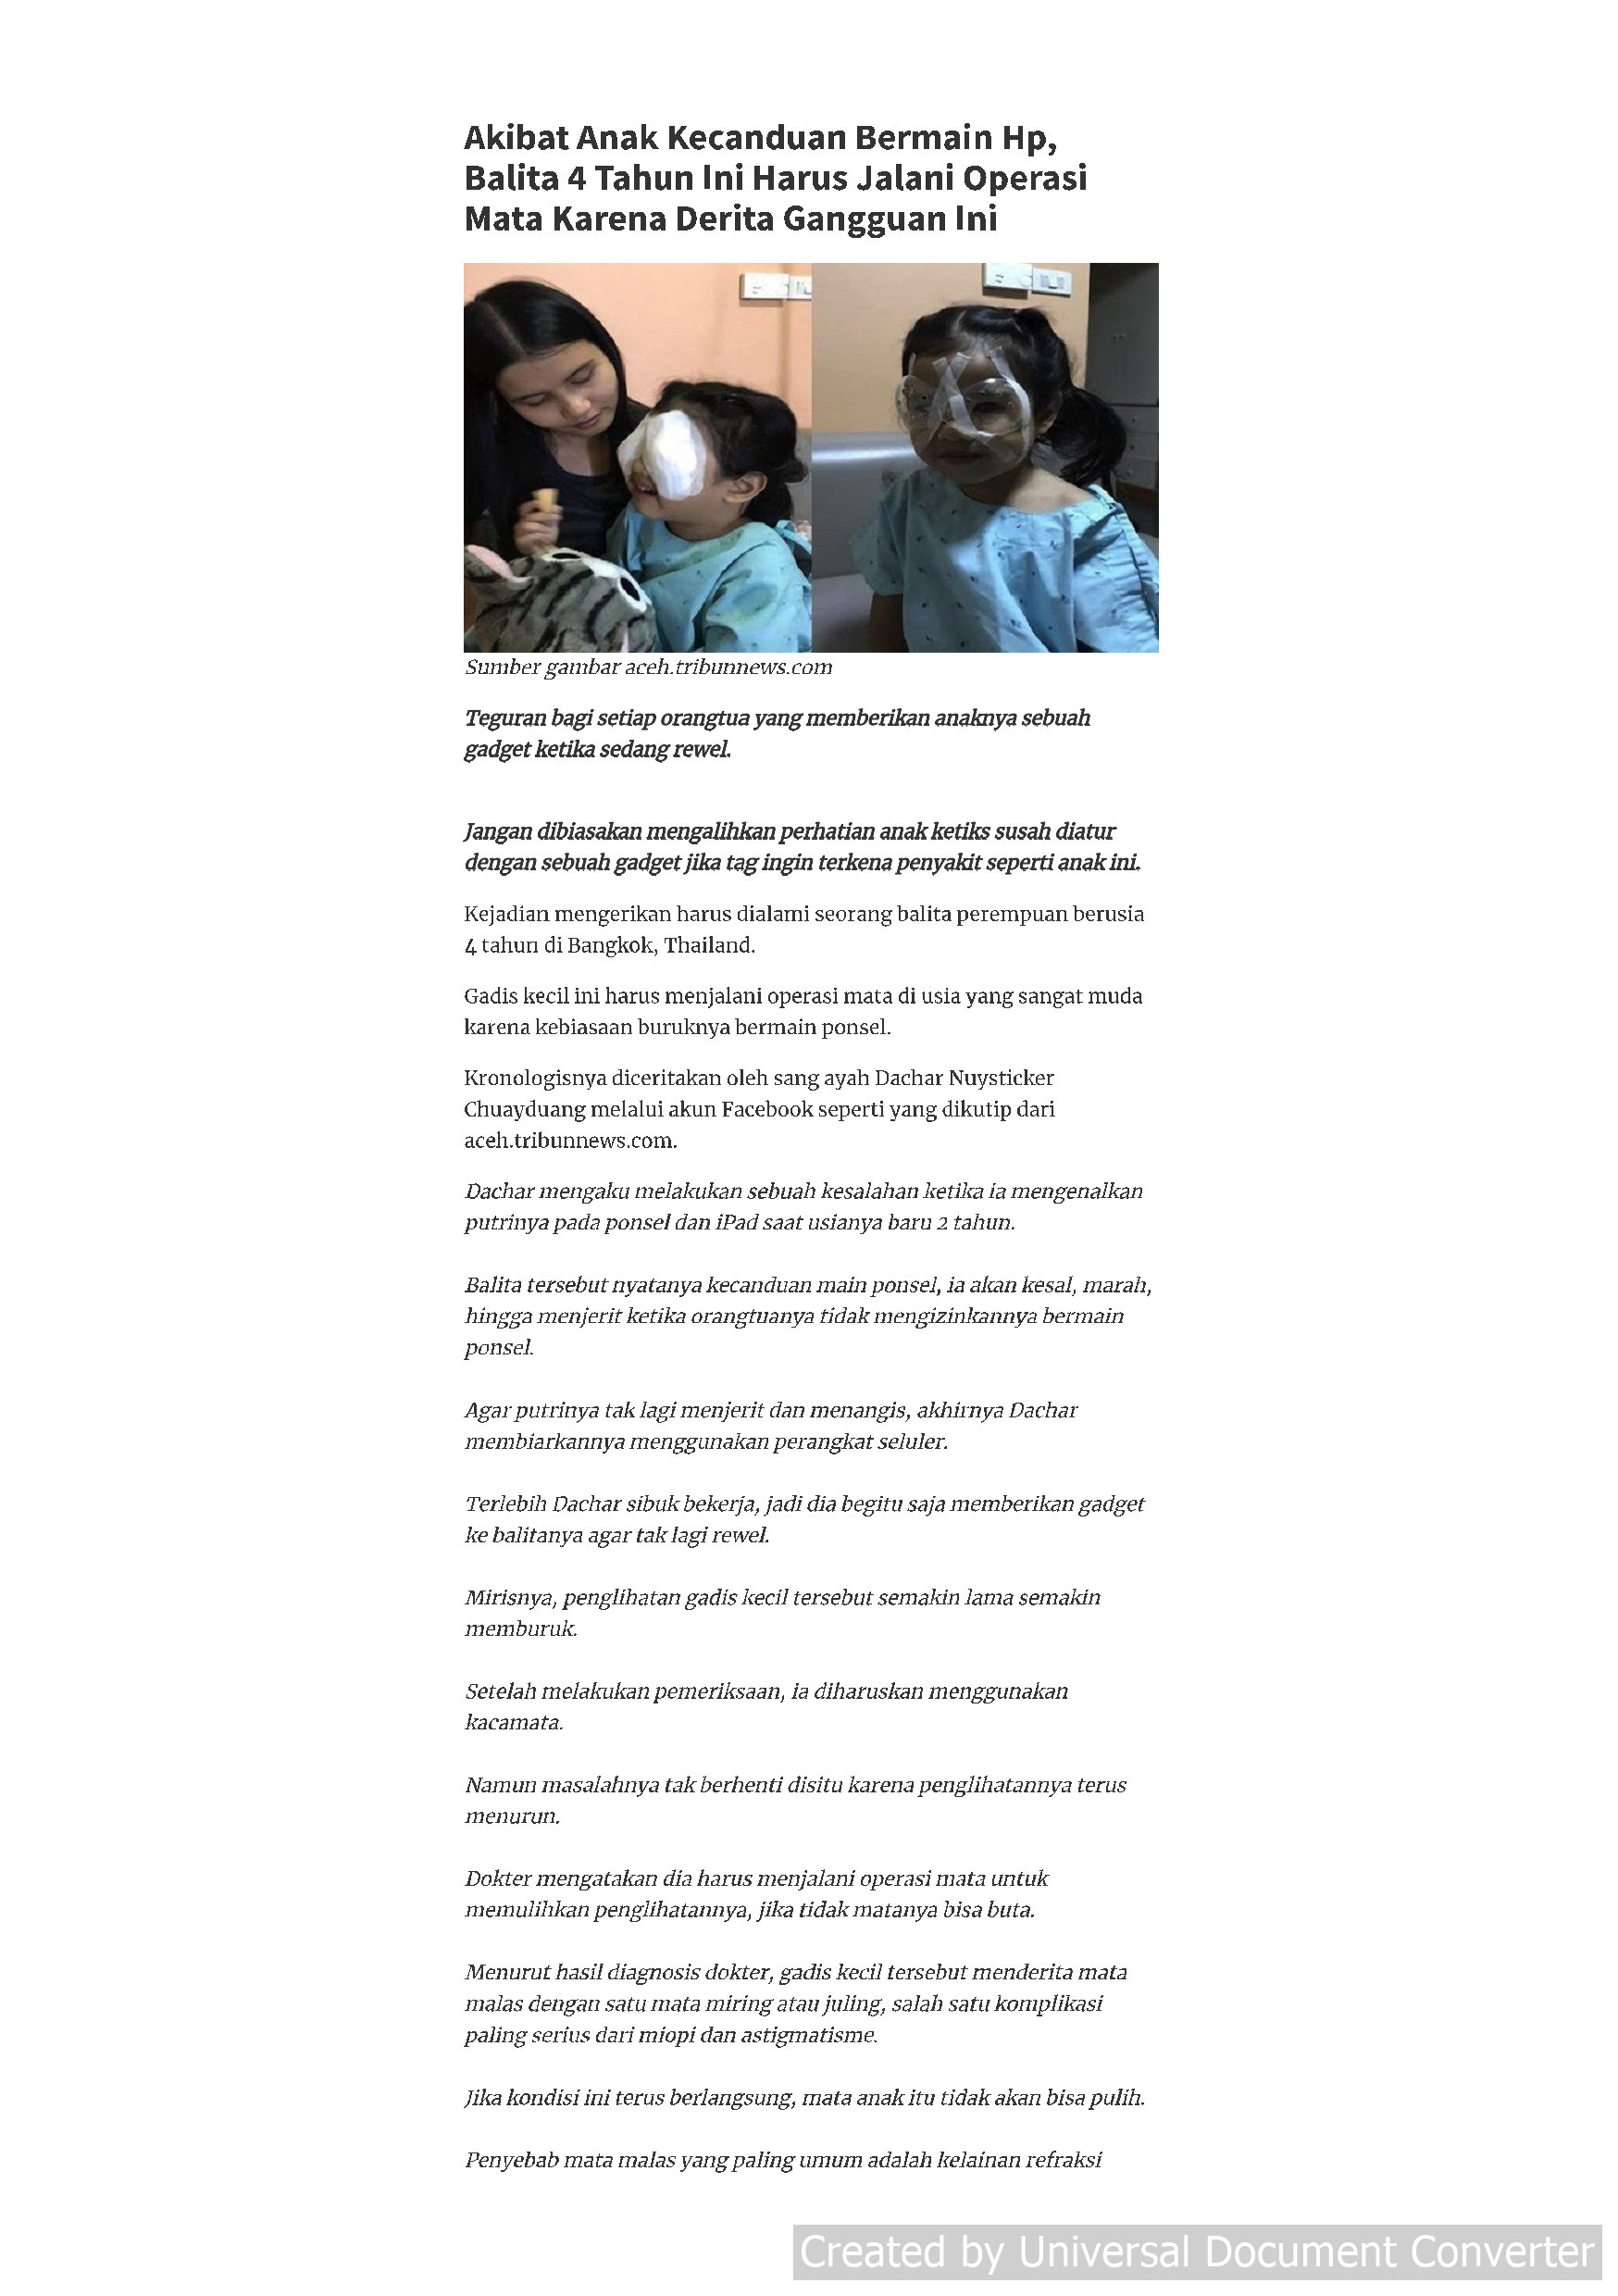 Akibat Anak Kecanduan Bermain Hp,
Balita 4 Tahun Ini Harus Jalani Operasi
Mata Karena Derita Gangguan Ini
Sumber gambar aceh.tribunnews.com
Teguran bagi setiap orangtua yang memberikan anaknya sebuah
gadget ketika sedang rewel.
Jangan dibiasakan mengalihkan perhatian anak ketiks susah diatur
dengan sebuah gadget jika tag ingin terkena penyakit seperti anak ini.
Kejadian mengerikan harus dialami seorang balita perempuan berusia
4 tahun di Bangkok, Thailand.
Gadis kecil ini harus menjalani operasi mata di usia yang sangat muda
karena kebiasaan buruknya bermain ponsel.
Kronologisnya diceritakan oleh sang ayah Dachar Nuysticker
Chuayduang melalui akun Facebook seperti yang dikutip dari
aceh.tribunnews.com.
Dachar mengaku melakukan sebuah kesalahan ketika ia mengenalkan
putrinya pada ponsel dan iPad saat usianya baru 2 tahun.
Balita tersebut nyatanya kecanduan main ponsel, ia akan kesal, marah,
hingga menjerit ketika orangtuanya tidak mengizinkannya bermain
ponsel.
Agar putrinya tak lagi menjerit dan menangis, akhirnya Dachar
membiarkannya menggunakan perangkat seluler.
Terlebih Dachar sibuk bekerja, jadi dia begitu saja memberikan gadget
ke balitanya agar tak lagi rewel.
Mirisnya, penglihatan gadis kecil tersebut semakin lama semakin
memburuk.
Setelah melakukan pemeriksaan, ia diharuskan menggunakan
kacamata.
Namun masalahnya tak berhenti disitu karena penglihatannya terus
menurun.
Dokter mengatakan dia harus menjalani operasi mata untuk
memulihkan penglihatannya, jika tidak matanya bisa buta.
Menurut hasil diagnosis dokter, gadis kecil tersebut menderita mata
malas dengan satu mata miring atau juling, salah satu komplikasi
paling serius dari miopi dan astigmatisme.
Jika kondisi ini terus berlangsung, mata anak itu tidak akan bisa pulih.
Penyebab mata malas yang paling umum adalah kelainan refraksi
Created by Universal Document Converter